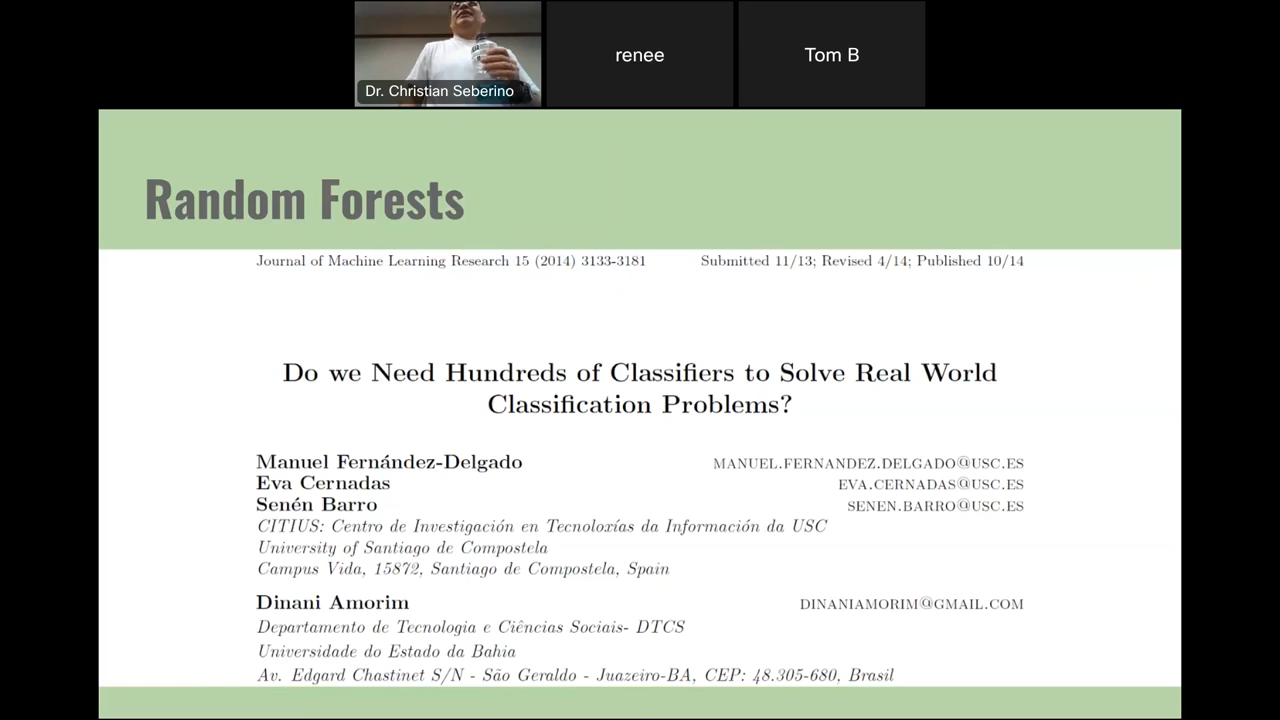 Dr. Christian Seberino
renee
Tom B
Random Forests
Journal of Machine Learning Research 15 (2014) 3133-3181 Submitted 11/13; Revised 4/14; Published 10/14
Do we Need Hundreds of Classifiers to Solve Real World
Classification Problems?
Manuel Fernández-Delgado MANUEL.FERNANDEZ.DELGADO@USC.ES
Eva Cernadas EVA.CERNADAS@USC.ES
Senén Barro SENEN.BARRO@USC.ES
CITIUS: Centro de Investigación en Tecnoloxías da Información da USC
University of Santiago de Compostela
Campus Vida, 15872, Santiago de Compostela, Spain
Dinani Amorim DINANIAMORIM@GMAIL.COM
Departamento de Tecnologia e Ciências Sociais- DTCS
Universidade do Estado da Bahia
Av. Edgard Chastinet S/N - São Geraldo - Juazeiro-BA, CEP: 48.305-680, Brasil